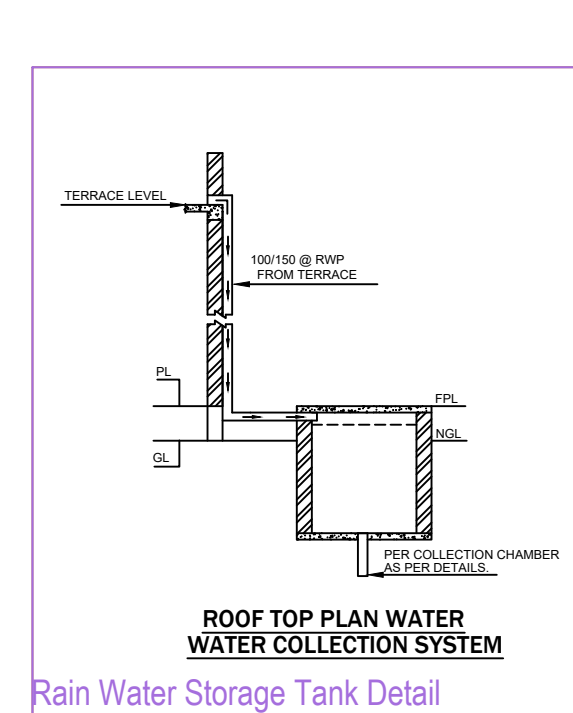 TERRACE LEVEL
100/150 @ RWP
FROM TERRACE
PL
FPL
NGL
GL
PER COLLECTION CHAMBER
AS PER DETAILS.
ROOF TOP PLAN WATER
WATER COLLECTION SYSTEM
Rain Water Storage Tank Detail